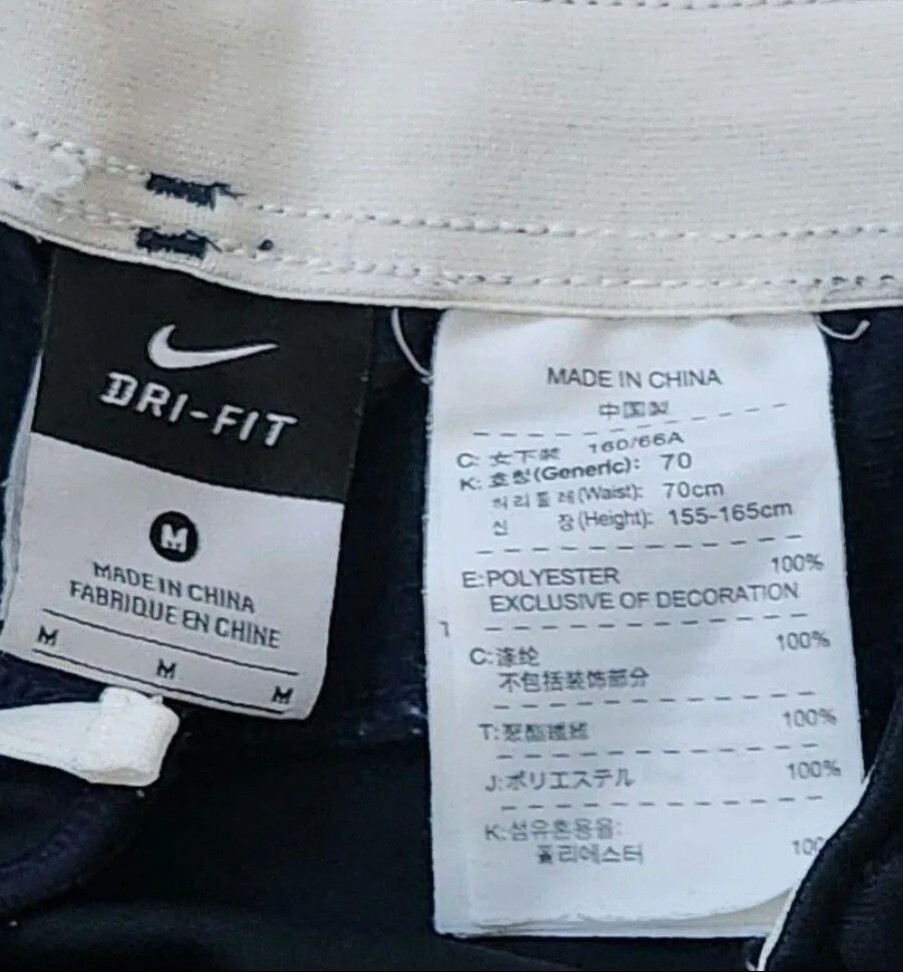 DRI-FIT
M
MADE IN CHINA
FABRIQUE EN CHINE
M
M
M
MADE IN CHINA
中国製
C: 女下装 160/66A
K: 호칭(Generic): 70
허리둘레(Waist): 70cm
신 장(Height): 155-165cm
E:POLYESTER 100%
EXCLUSIVE OF DECORATION
1
C:涤纶 100%
不包括装饰部分
T:聚酯纖維 100%
J:ポリエステル 100%
K:섬유혼용율:
폴리에스터